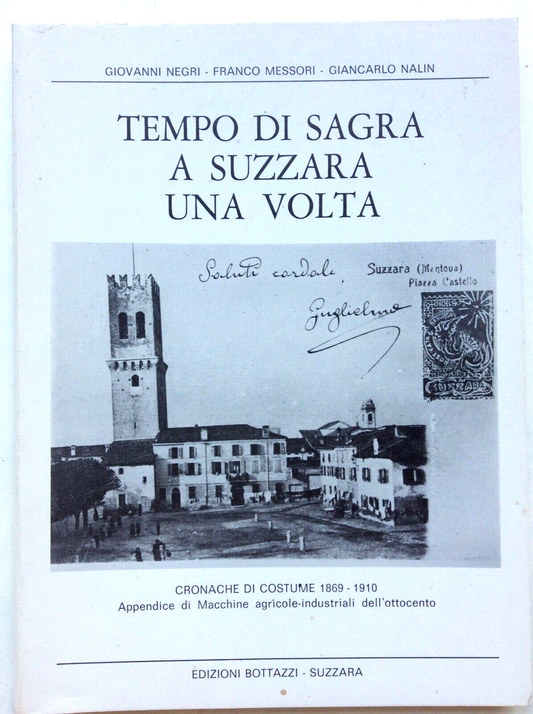 GIOVANNI NEGRI - FRANCO MESSORI - GIANCARLO NALIN
TEMPO DI SAGRA
A SUZZARA
UNA VOLTA
Saluti cordali
Suzzara (Mantova)
Piazza Castello
Guglielmo
SUZZARA
CRONACHE DI COSTUME 1869 - 1910
Appendice di Macchine agricole-industriali dell'ottocento
EDIZIONI BOTTAZZI - SUZZARA